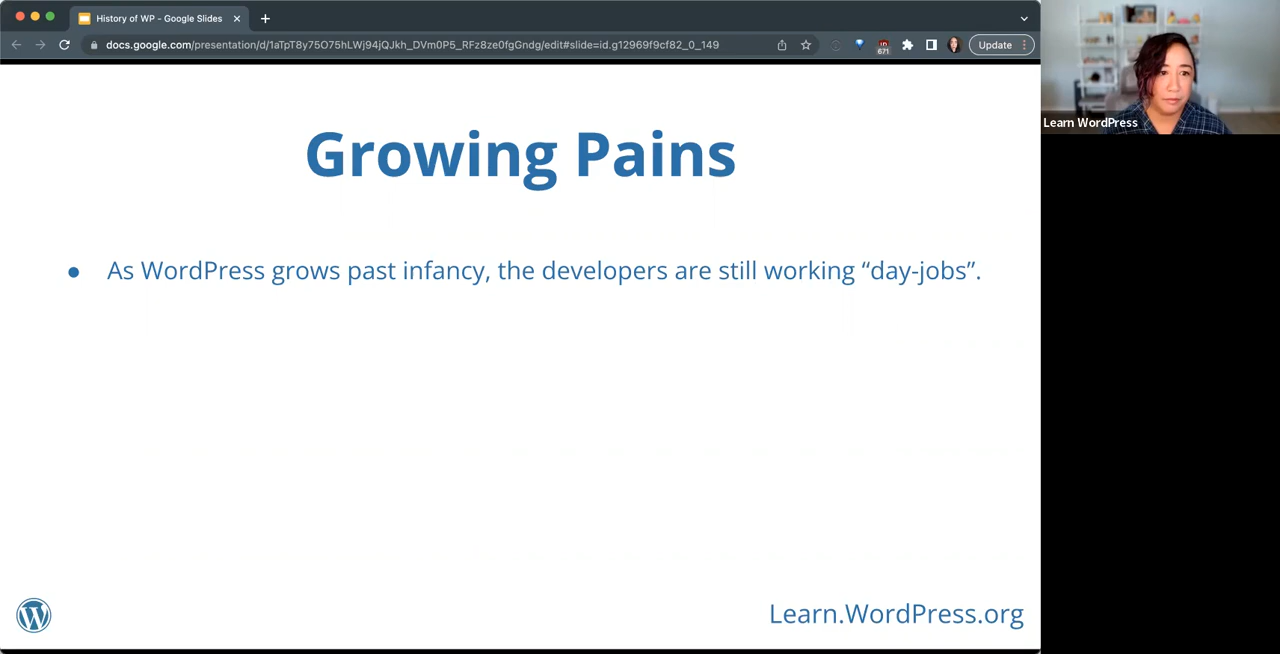 History of WP - Google Slides
docs.google.com/presentation/d/1aTpT8y75O75hLWj94jQJkh_DVm0P5_RFz8ze0fgGndg/edit#slide=id.g12969f9cf82_0_149
671
Update
Learn WordPress
Growing Pains
● As WordPress grows past infancy, the developers are still working “day-jobs”.
Learn.WordPress.org